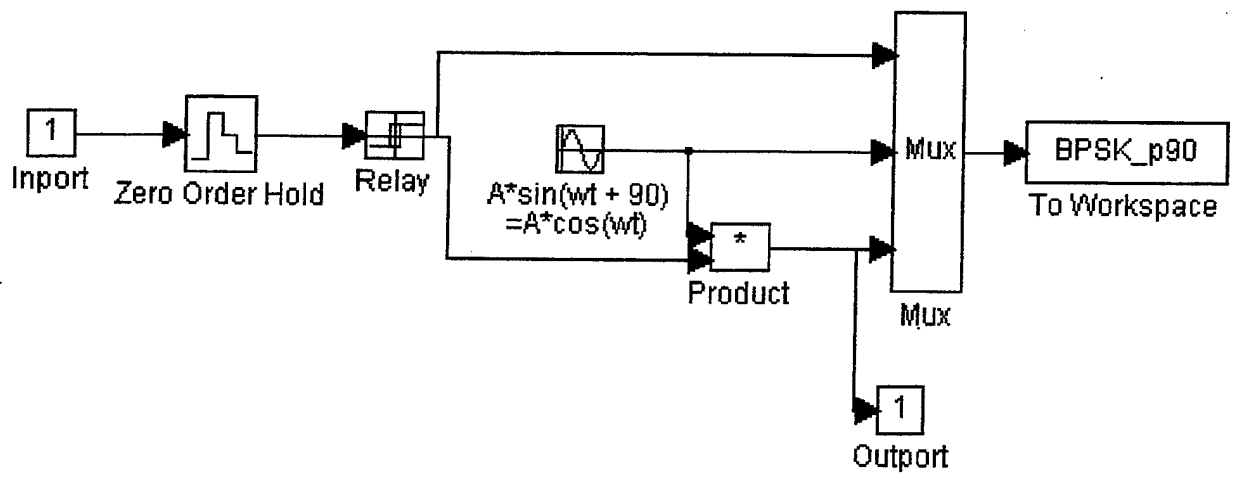 1
Inport
Zero Order Hold
Relay
A*sin(wt + 90)
=A*cos(wt)
*
Product
Mux
Mux
BPSK_p90
To Workspace
1
Outport